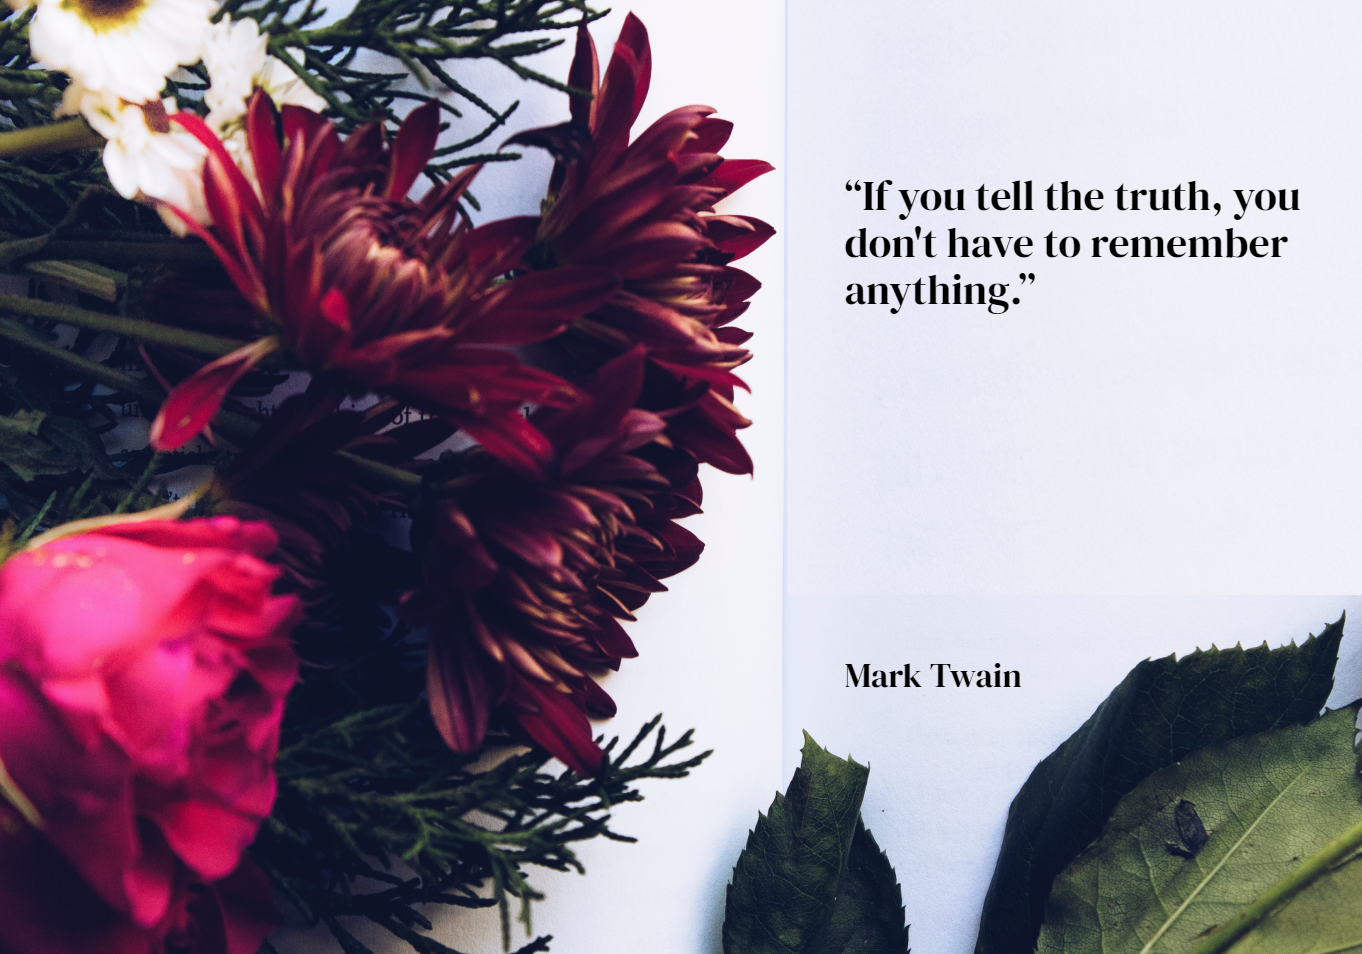 “If you tell the truth, you
don't have to remember
anything.”
Mark Twain